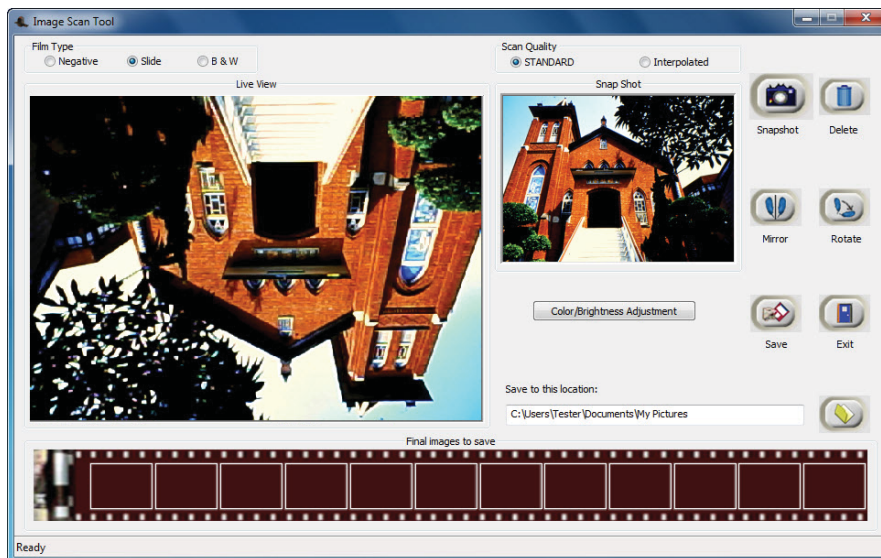 Image Scan Tool
Film Type
Negative
Slide
B & W
Scan Quality
STANDARD
Interpolated
Live View
Snap Shot
Snapshot
Delete
Mirror
Rotate
Color/Brightness Adjustment
Save
Exit
Save to this location:
C:\Users\Tester\Documents\My Pictures
Final images to save
Ready